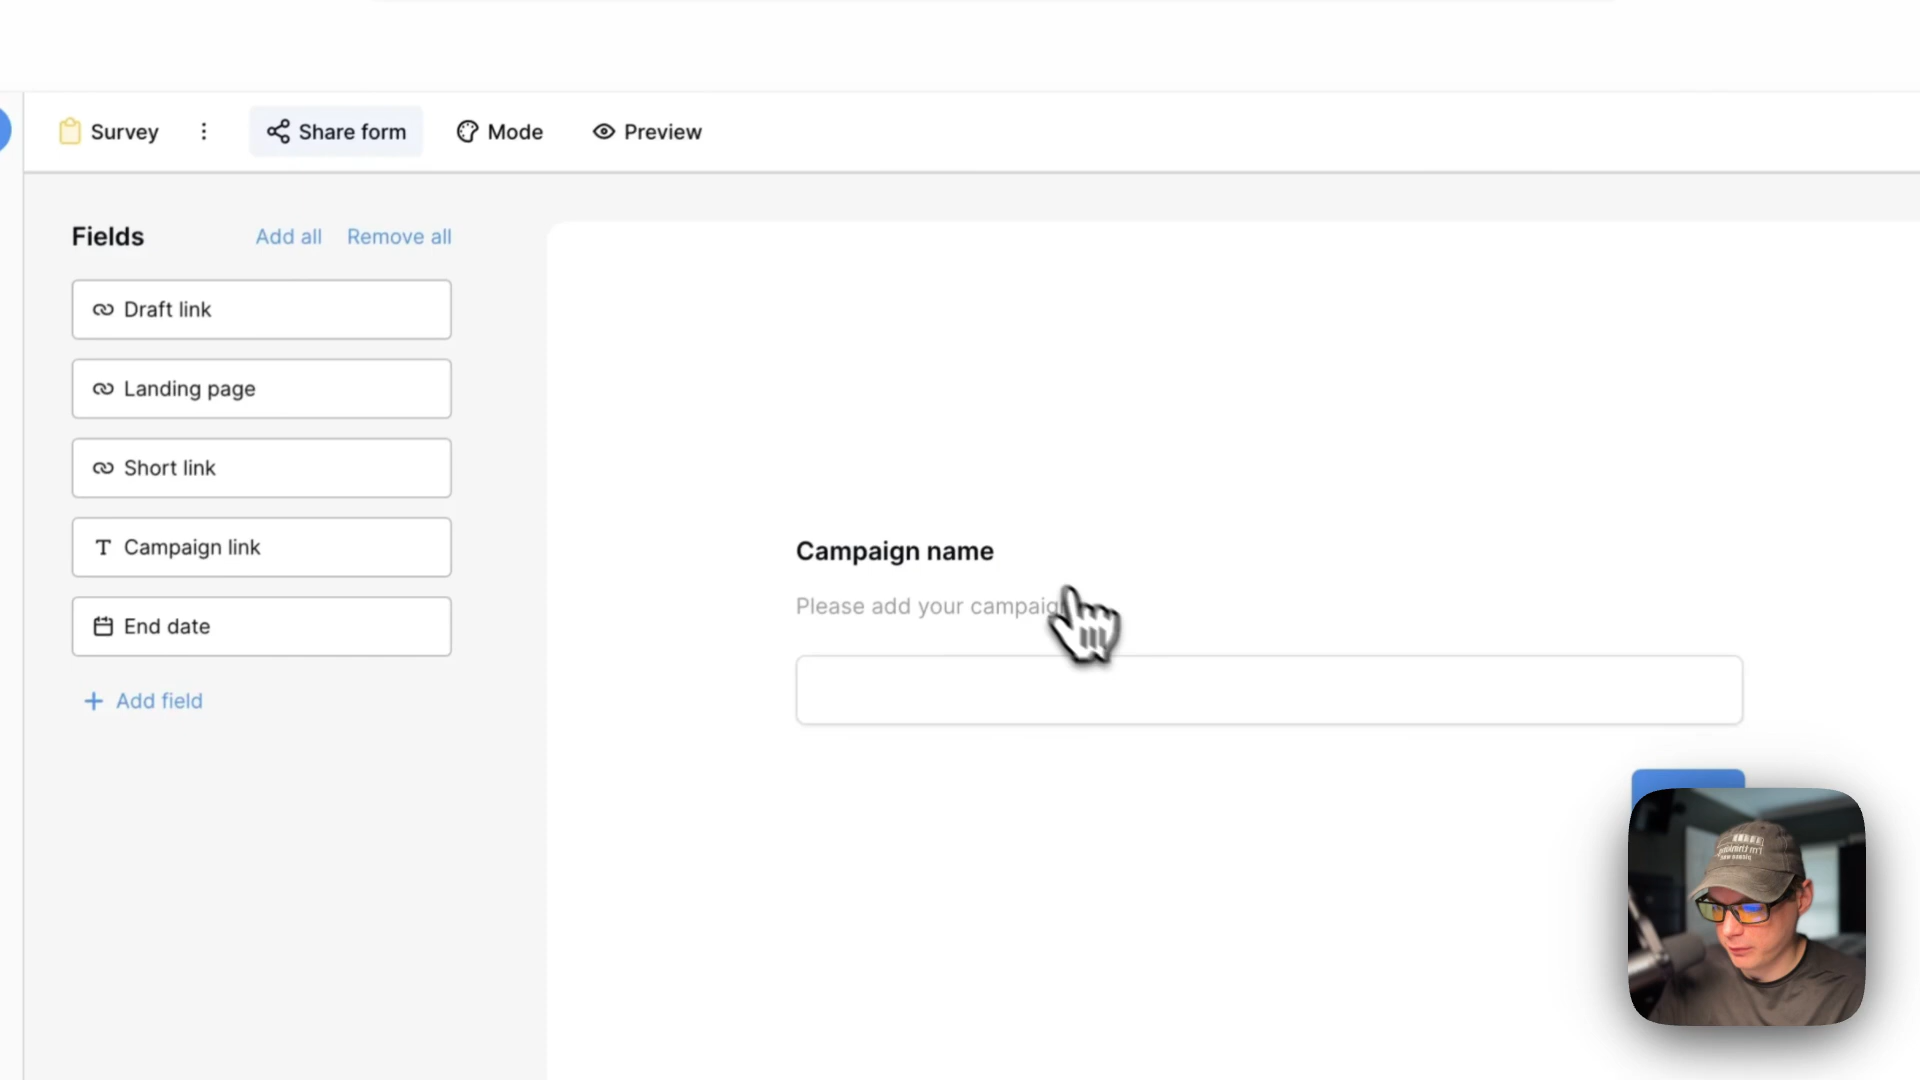 Survey
Share form
Mode
Preview
Fields
Add all
Remove all
Draft link
Landing page
Short link
Campaign link
End date
Add field
Campaign name
Please add your campaig